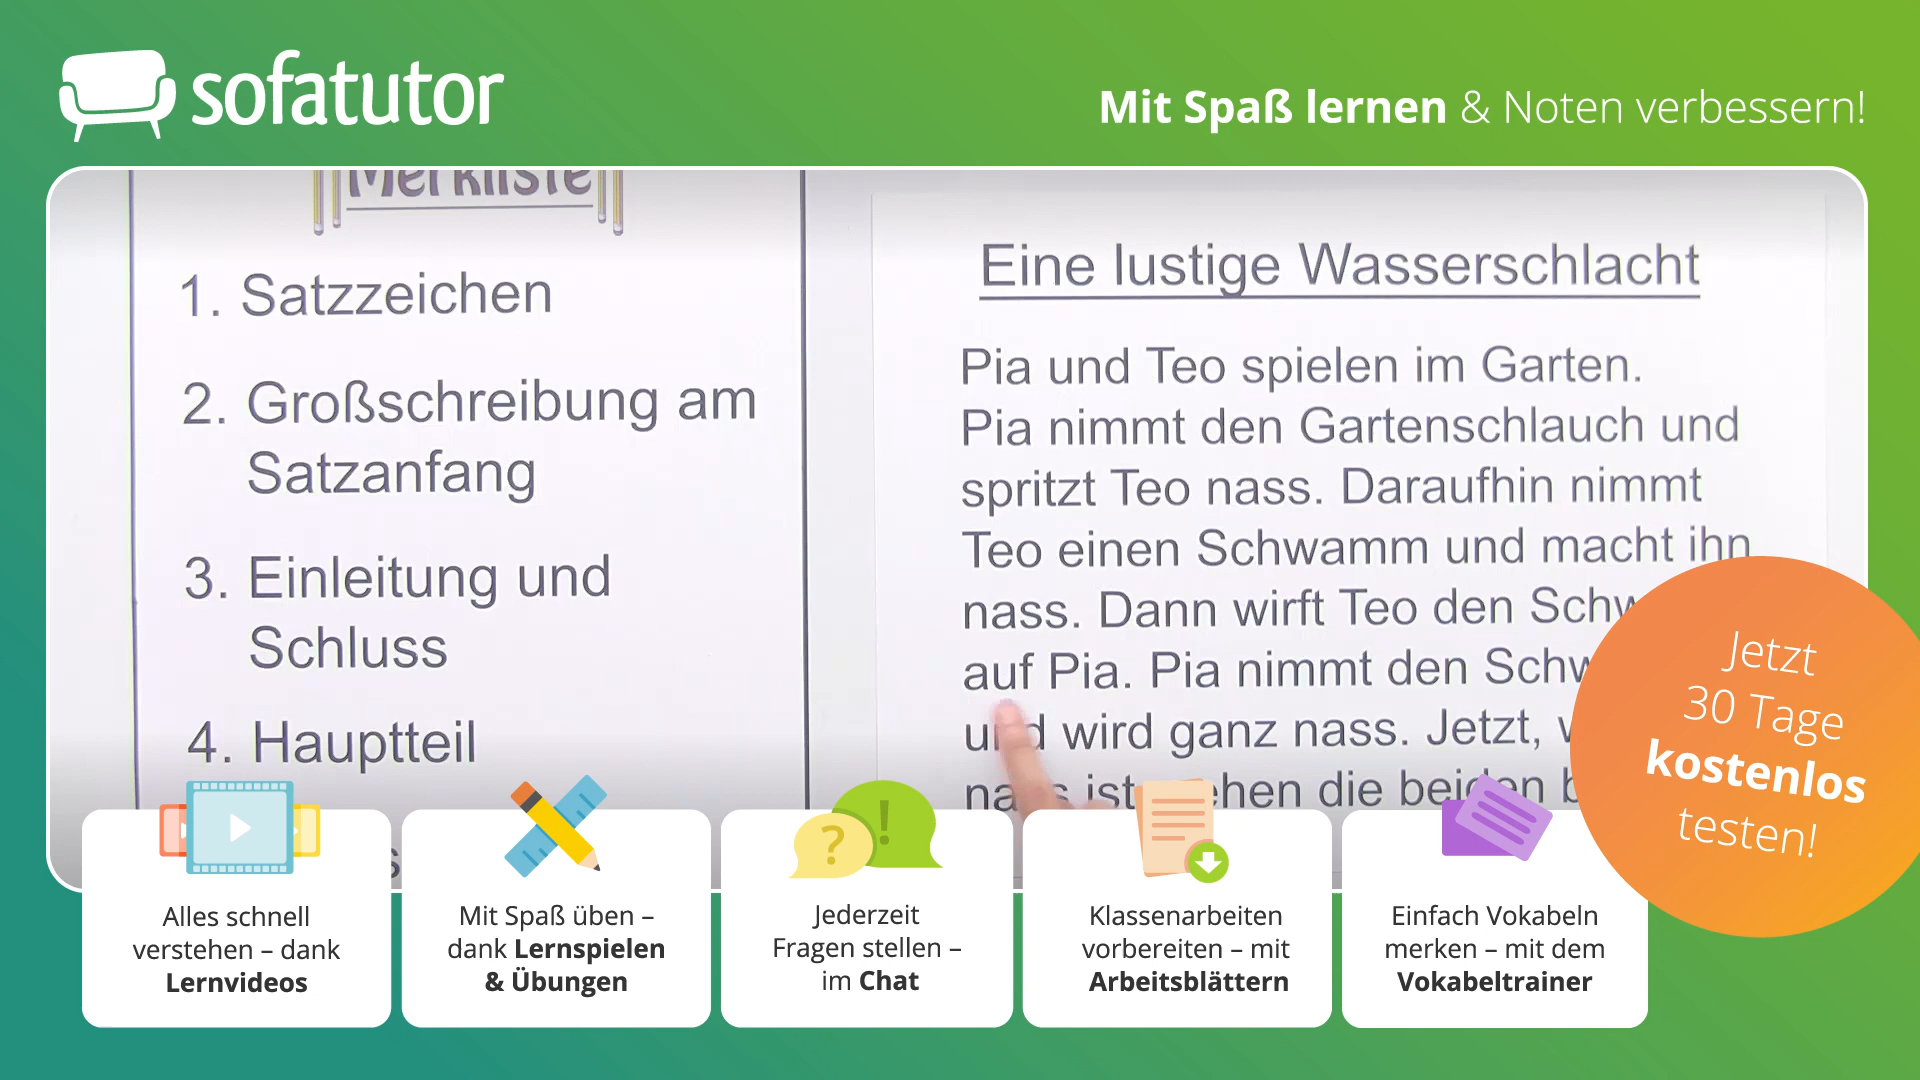 sofatutor
Mit Spaß lernen & Noten verbessern!
Merkliste
1. Satzzeichen
2. Großschreibung am
Satzanfang
3. Einleitung und
Schluss
4. Hauptteil
Eine lustige Wasserschlacht
Pia und Teo spielen im Garten.
Pia nimmt den Gartenschlauch und
spritzt Teo nass. Daraufhin nimmt
Teo einen Schwamm und macht ihn
nass. Dann wirft Teo den
auf Pia. Pia nimmt den
und wird ganz nass. Jetzt,
ist die beiden
Jetzt
30 Tage
kostenlos
testen!
Alles schnell
verstehen – dank
Lernvideos
Mit Spaß üben –
dank Lernspielen
& Übungen
? !
Jederzeit
Fragen stellen –
im Chat
Klassenarbeiten
vorbereiten – mit
Arbeitsblättern
Einfach Vokabeln
merken – mit dem
Vokabeltrainer